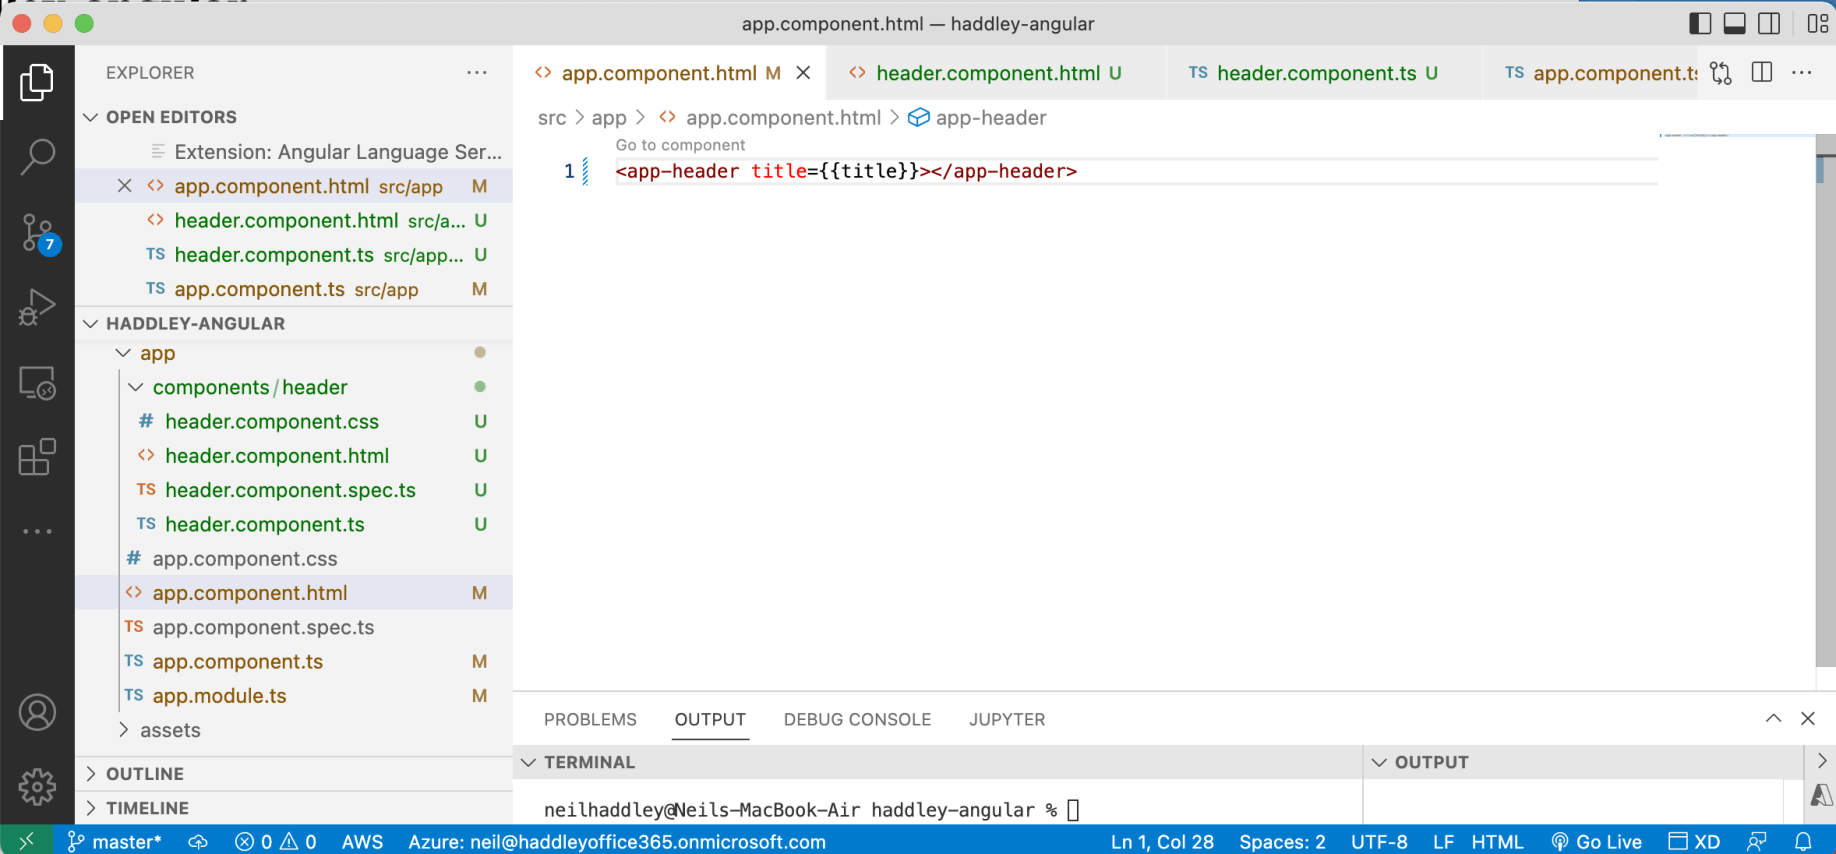 app.component.html — haddley-angular
EXPLORER
OPEN EDITORS
Extension: Angular Language Ser...
app.component.html src/app M
header.component.html src/a... U
TS header.component.ts src/app... U
TS app.component.ts src/app M
HADDLEY-ANGULAR
app
components/header
# header.component.css U
header.component.html U
TS header.component.spec.ts U
TS header.component.ts U
# app.component.css
app.component.html M
TS app.component.spec.ts
TS app.component.ts M
TS app.module.ts M
assets
OUTLINE
TIMELINE
7
app.component.html M
header.component.html U
TS header.component.ts U
TS app.component.ts
src > app > app.component.html > app-header
Go to component
1 <app-header title={{title}}></app-header>
PROBLEMS OUTPUT DEBUG CONSOLE JUPYTER
TERMINAL
OUTPUT
neilhaddley@Neils-MacBook-Air haddley-angular %
master* 0 0 AWS Azure: neil@haddleyoffice365.onmicrosoft.com Ln 1, Col 28 Spaces: 2 UTF-8 LF HTML Go Live XD